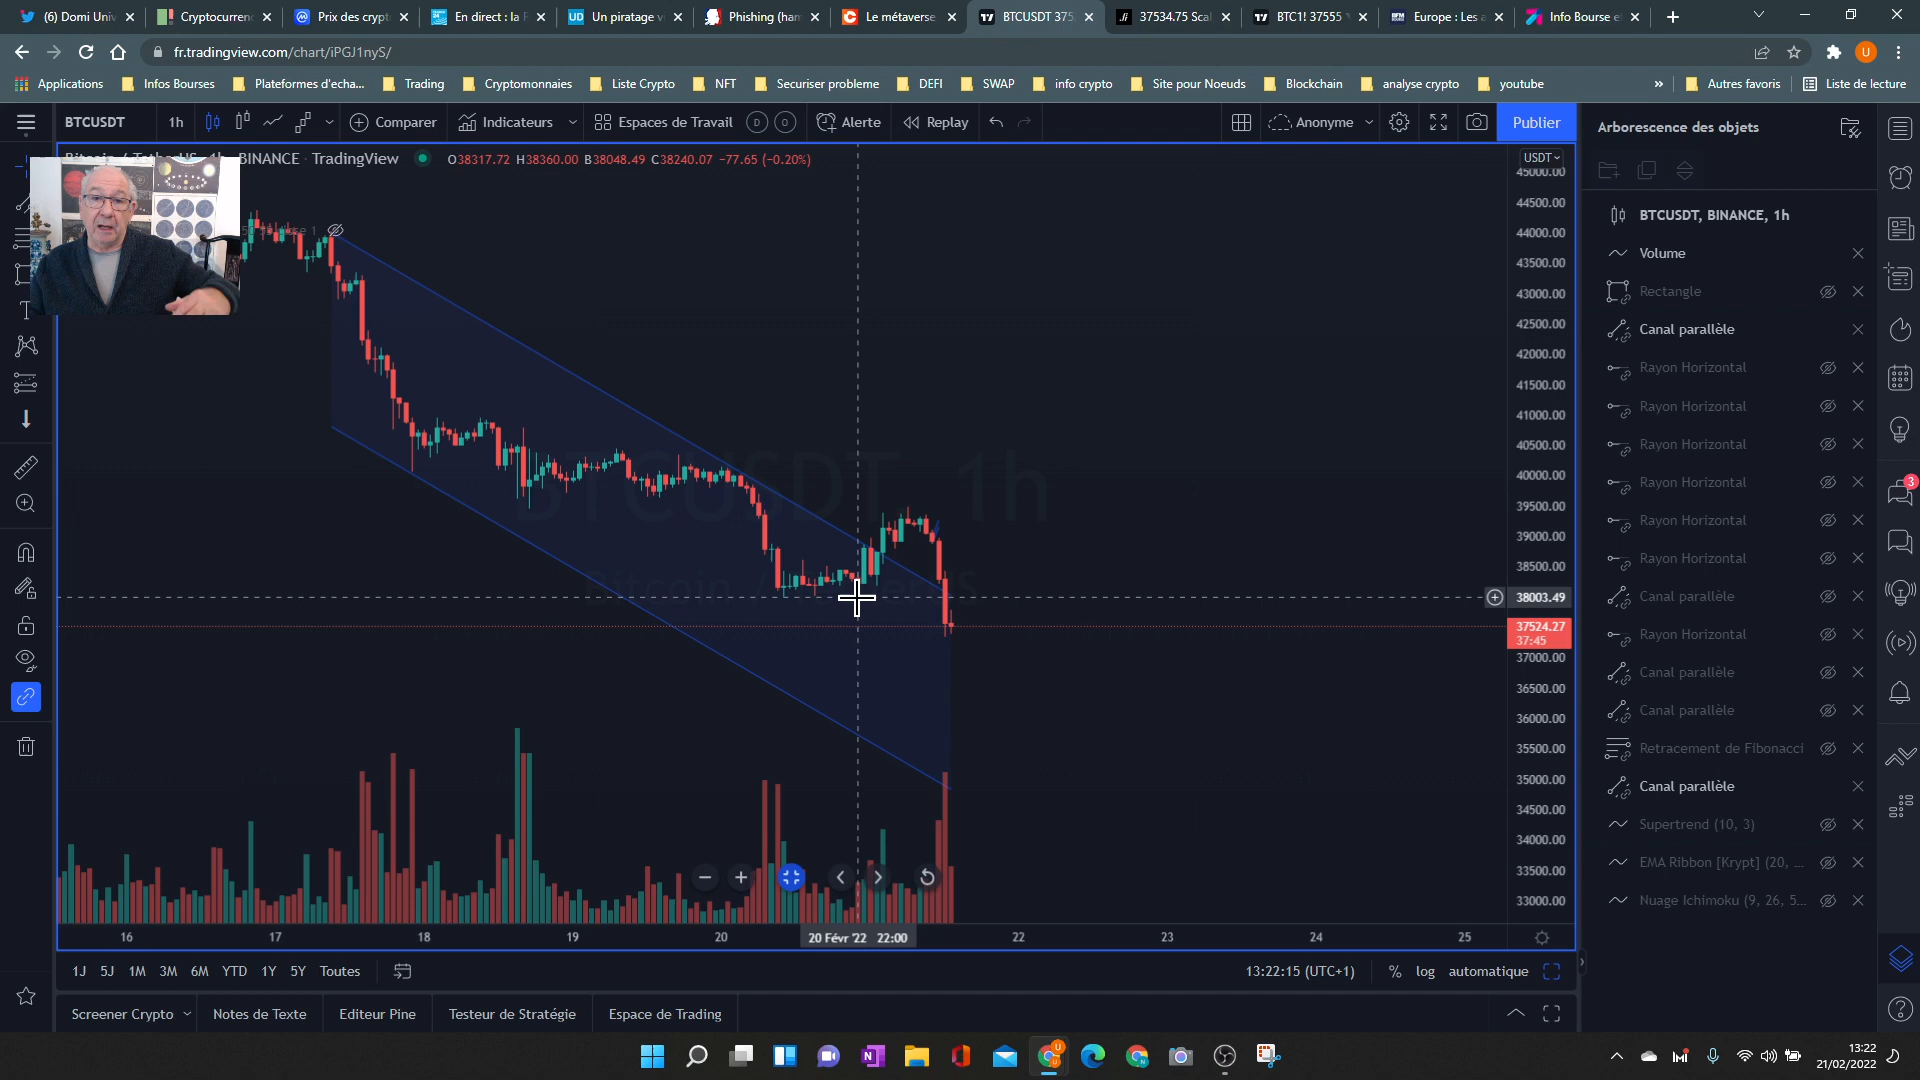 (6) Domi Univ
Cryptocurren
Prix des crypt
En direct : la
Un piratage v
Phishing (ham
Le métaverse
BTCUSDT 375
37534.75 Scal
BTC1! 37555
Europe : Les a
Info Bourse e
fr.tradingview.com/chart/iPGJ1nyS/
U
Applications
Infos Bourses
Plateformes d'echa...
Trading
Cryptomonnaies
Liste Crypto
NFT
Securiser probleme
DEFI
SWAP
info crypto
Site pour Noeuds
Blockchain
analyse crypto
youtube
»
Autres favoris
Liste de lecture
BTCUSDT
1h
Comparer
Indicateurs
Espaces de Travail
D
O
Alerte
Replay
Anonyme
Publier
Arborescence des objets
BINANCE · TradingView
O38317.72 H38360.00 B38048.49 C38240.07 −77.65 (−0.20%)
USDT
45000.00
44500.00
44000.00
43500.00
43000.00
42500.00
42000.00
41500.00
41000.00
40500.00
40000.00
39500.00
39000.00
38500.00
38003.49
37524.27
37:45
37000.00
36500.00
36000.00
35500.00
35000.00
34500.00
34000.00
33500.00
33000.00
BTCUSDT, 1h
BTCUSDT, BINANCE, 1h
Volume
Rectangle
Canal parallèle
Rayon Horizontal
Rayon Horizontal
Rayon Horizontal
Rayon Horizontal
Rayon Horizontal
Rayon Horizontal
Canal parallèle
Rayon Horizontal
Canal parallèle
Canal parallèle
Retracement de Fibonacci
Canal parallèle
Supertrend (10, 3)
EMA Ribbon [Krypt] (20, ...
Nuage Ichimoku (9, 26, 5...
3
16
17
18
19
20
20 Févr '22 22:00
22
23
24
25
1J
5J
1M
3M
6M
YTD
1Y
5Y
Toutes
13:22:15 (UTC+1)
%
log
automatique
Screener Crypto
Notes de Texte
Editeur Pine
Testeur de Stratégie
Espace de Trading
13:22
21/02/2022